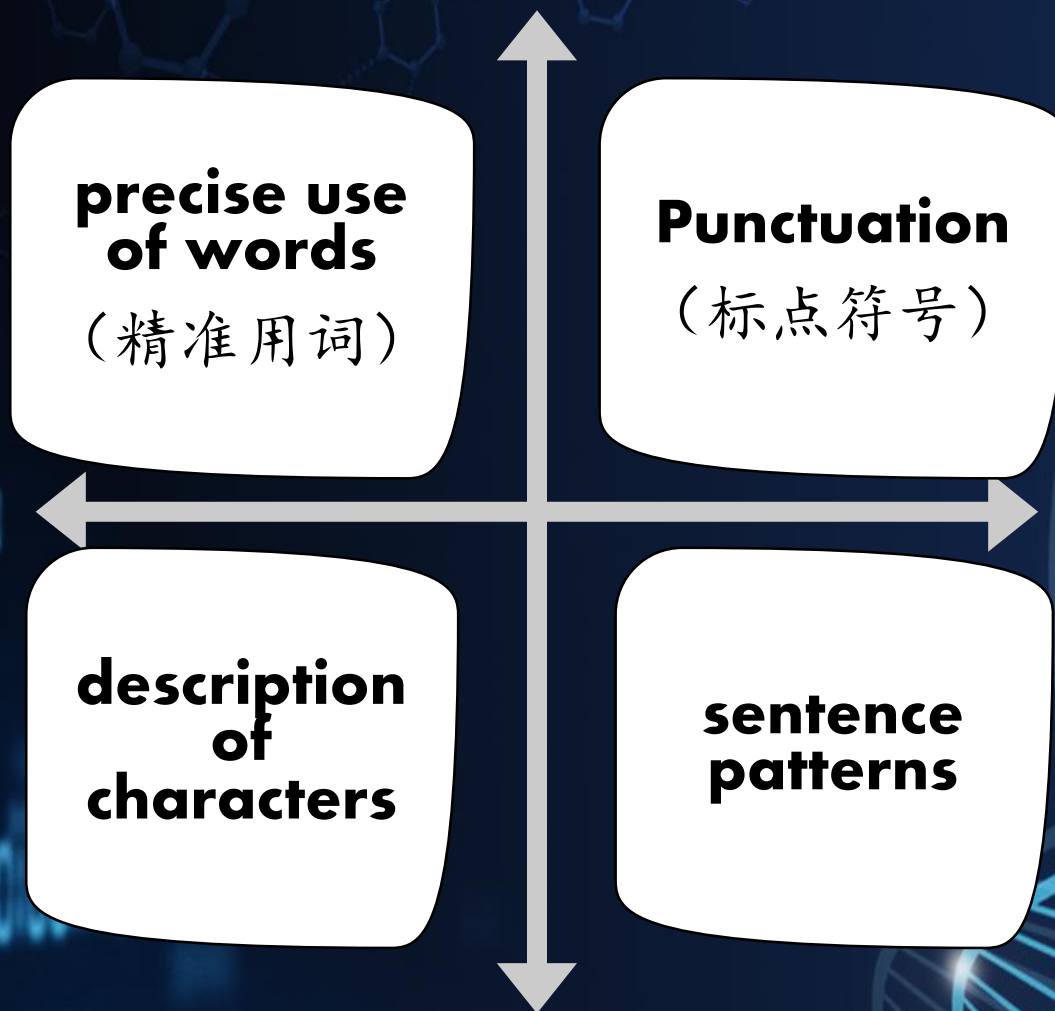 precise use
of words
（精准用词）
Punctuation
（标点符号）
description
of
characters
sentence
patterns